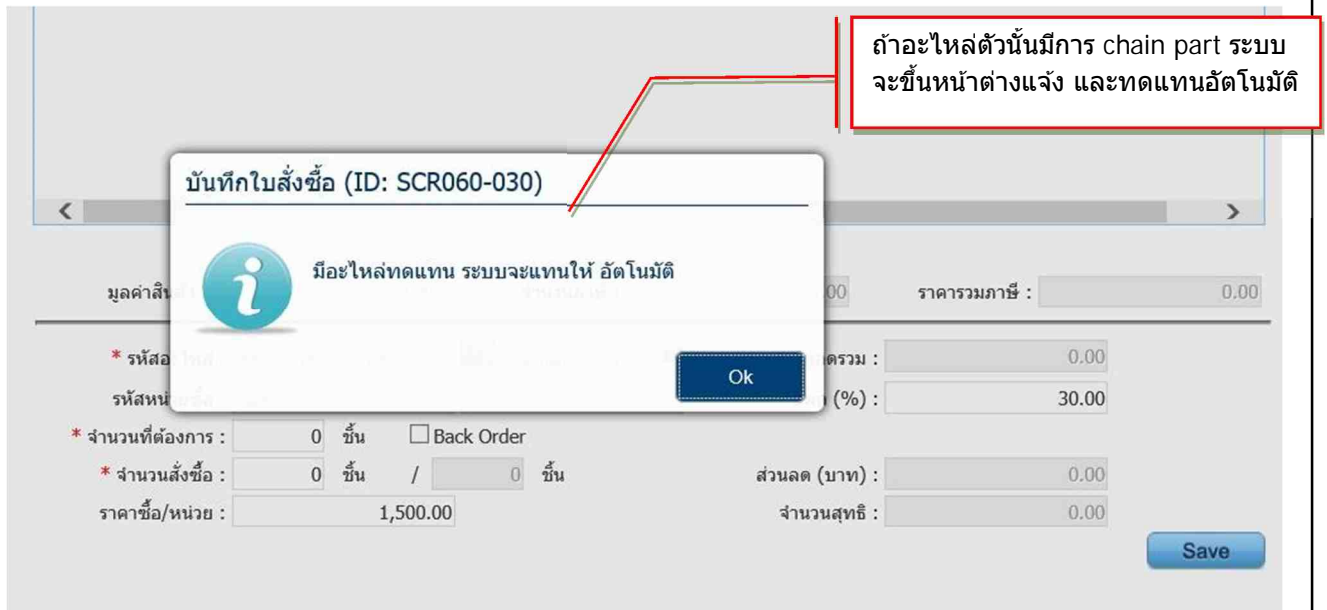 ถ้าอะไหล่ตัวนั้นมีการ chain part ระบบ
จะขึ้นหน้าต่างแจ้ง และทดแทนอัตโนมัติ
บันทึกใบสั่งซื้อ (ID: SCR060-030)
มีอะไหล่ทดแทน ระบบจะแทนให้ อัตโนมัติ
Ok
มูลค่าสิน .00 ราคารวมภาษี : 0.00
* รหัสอะไหล่ ดรวม : 0.00
รหัสหน่ (%) : 30.00
* จำนวนที่ต้องการ : 0 ชิ้น Back Order
* จำนวนสั่งซื้อ : 0 ชิ้น / 0 ชิ้น ส่วนลด (บาท) : 0.00
ราคาซื้อ/หน่วย : 1,500.00 จำนวนสุทธิ : 0.00
Save